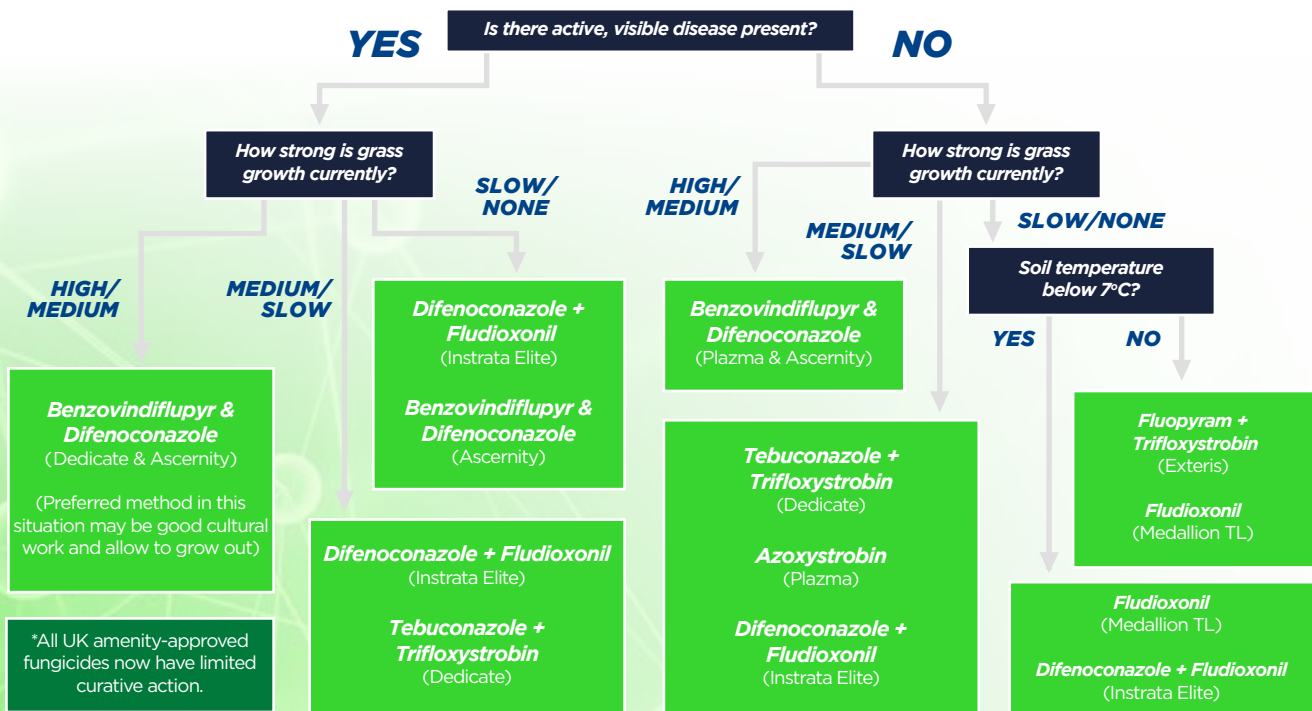 Is there active, visible disease present?
YES
NO
How strong is grass
growth currently?
HIGH/
MEDIUM
MEDIUM/
SLOW
SLOW/
NONE
Benzovindiflupyr &
Difenoconazole
(Dedicate & Ascernity)
(Preferred method in this
situation may be good cultural
work and allow to grow out)
Difenoconazole + Fludioxonil
(Instrata Elite)
Tebuconazole +
Trifloxystrobin
(Dedicate)
Difenoconazole +
Fludioxonil
(Instrata Elite)
Benzovindiflupyr &
Difenoconazole
(Ascernity)
*All UK amenity-approved
fungicides now have limited
curative action.
How strong is grass
growth currently?
HIGH/
MEDIUM
MEDIUM/
SLOW
SLOW/NONE
Benzovindiflupyr &
Difenoconazole
(Plazma & Ascernity)
Tebuconazole +
Trifloxystrobin
(Dedicate)
Azoxystrobin
(Plazma)
Difenoconazole +
Fludioxonil
(Instrata Elite)
Soil temperature
below 7°C?
YES
NO
Fluopyram +
Trifloxystrobin
(Exteris)
Fludioxonil
(Medallion TL)
Fludioxonil
(Medallion TL)
Difenoconazole + Fludioxonil
(Instrata Elite)